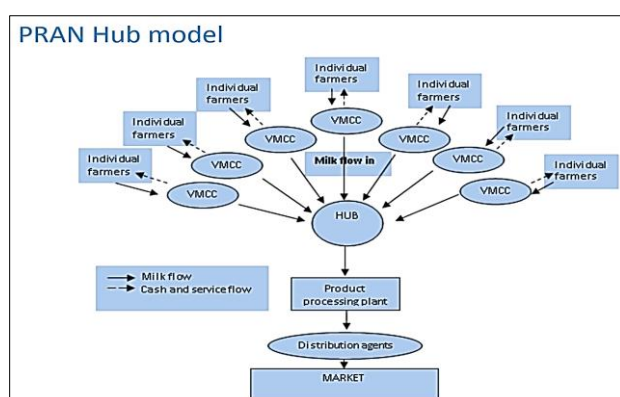 PRAN Hub model
Individual
farmers
Individual
farmers
Individual
farmers
Individual
farmers
Individual
farmers
Individual
farmers
Individual
farmers
VMCC
VMCC
VMCC
VMCC
VMCC
VMCC
VMCC
Milk flow in
HUB
Milk flow
Cash and service flow
Product
processing plant
Distribution agents
MARKET